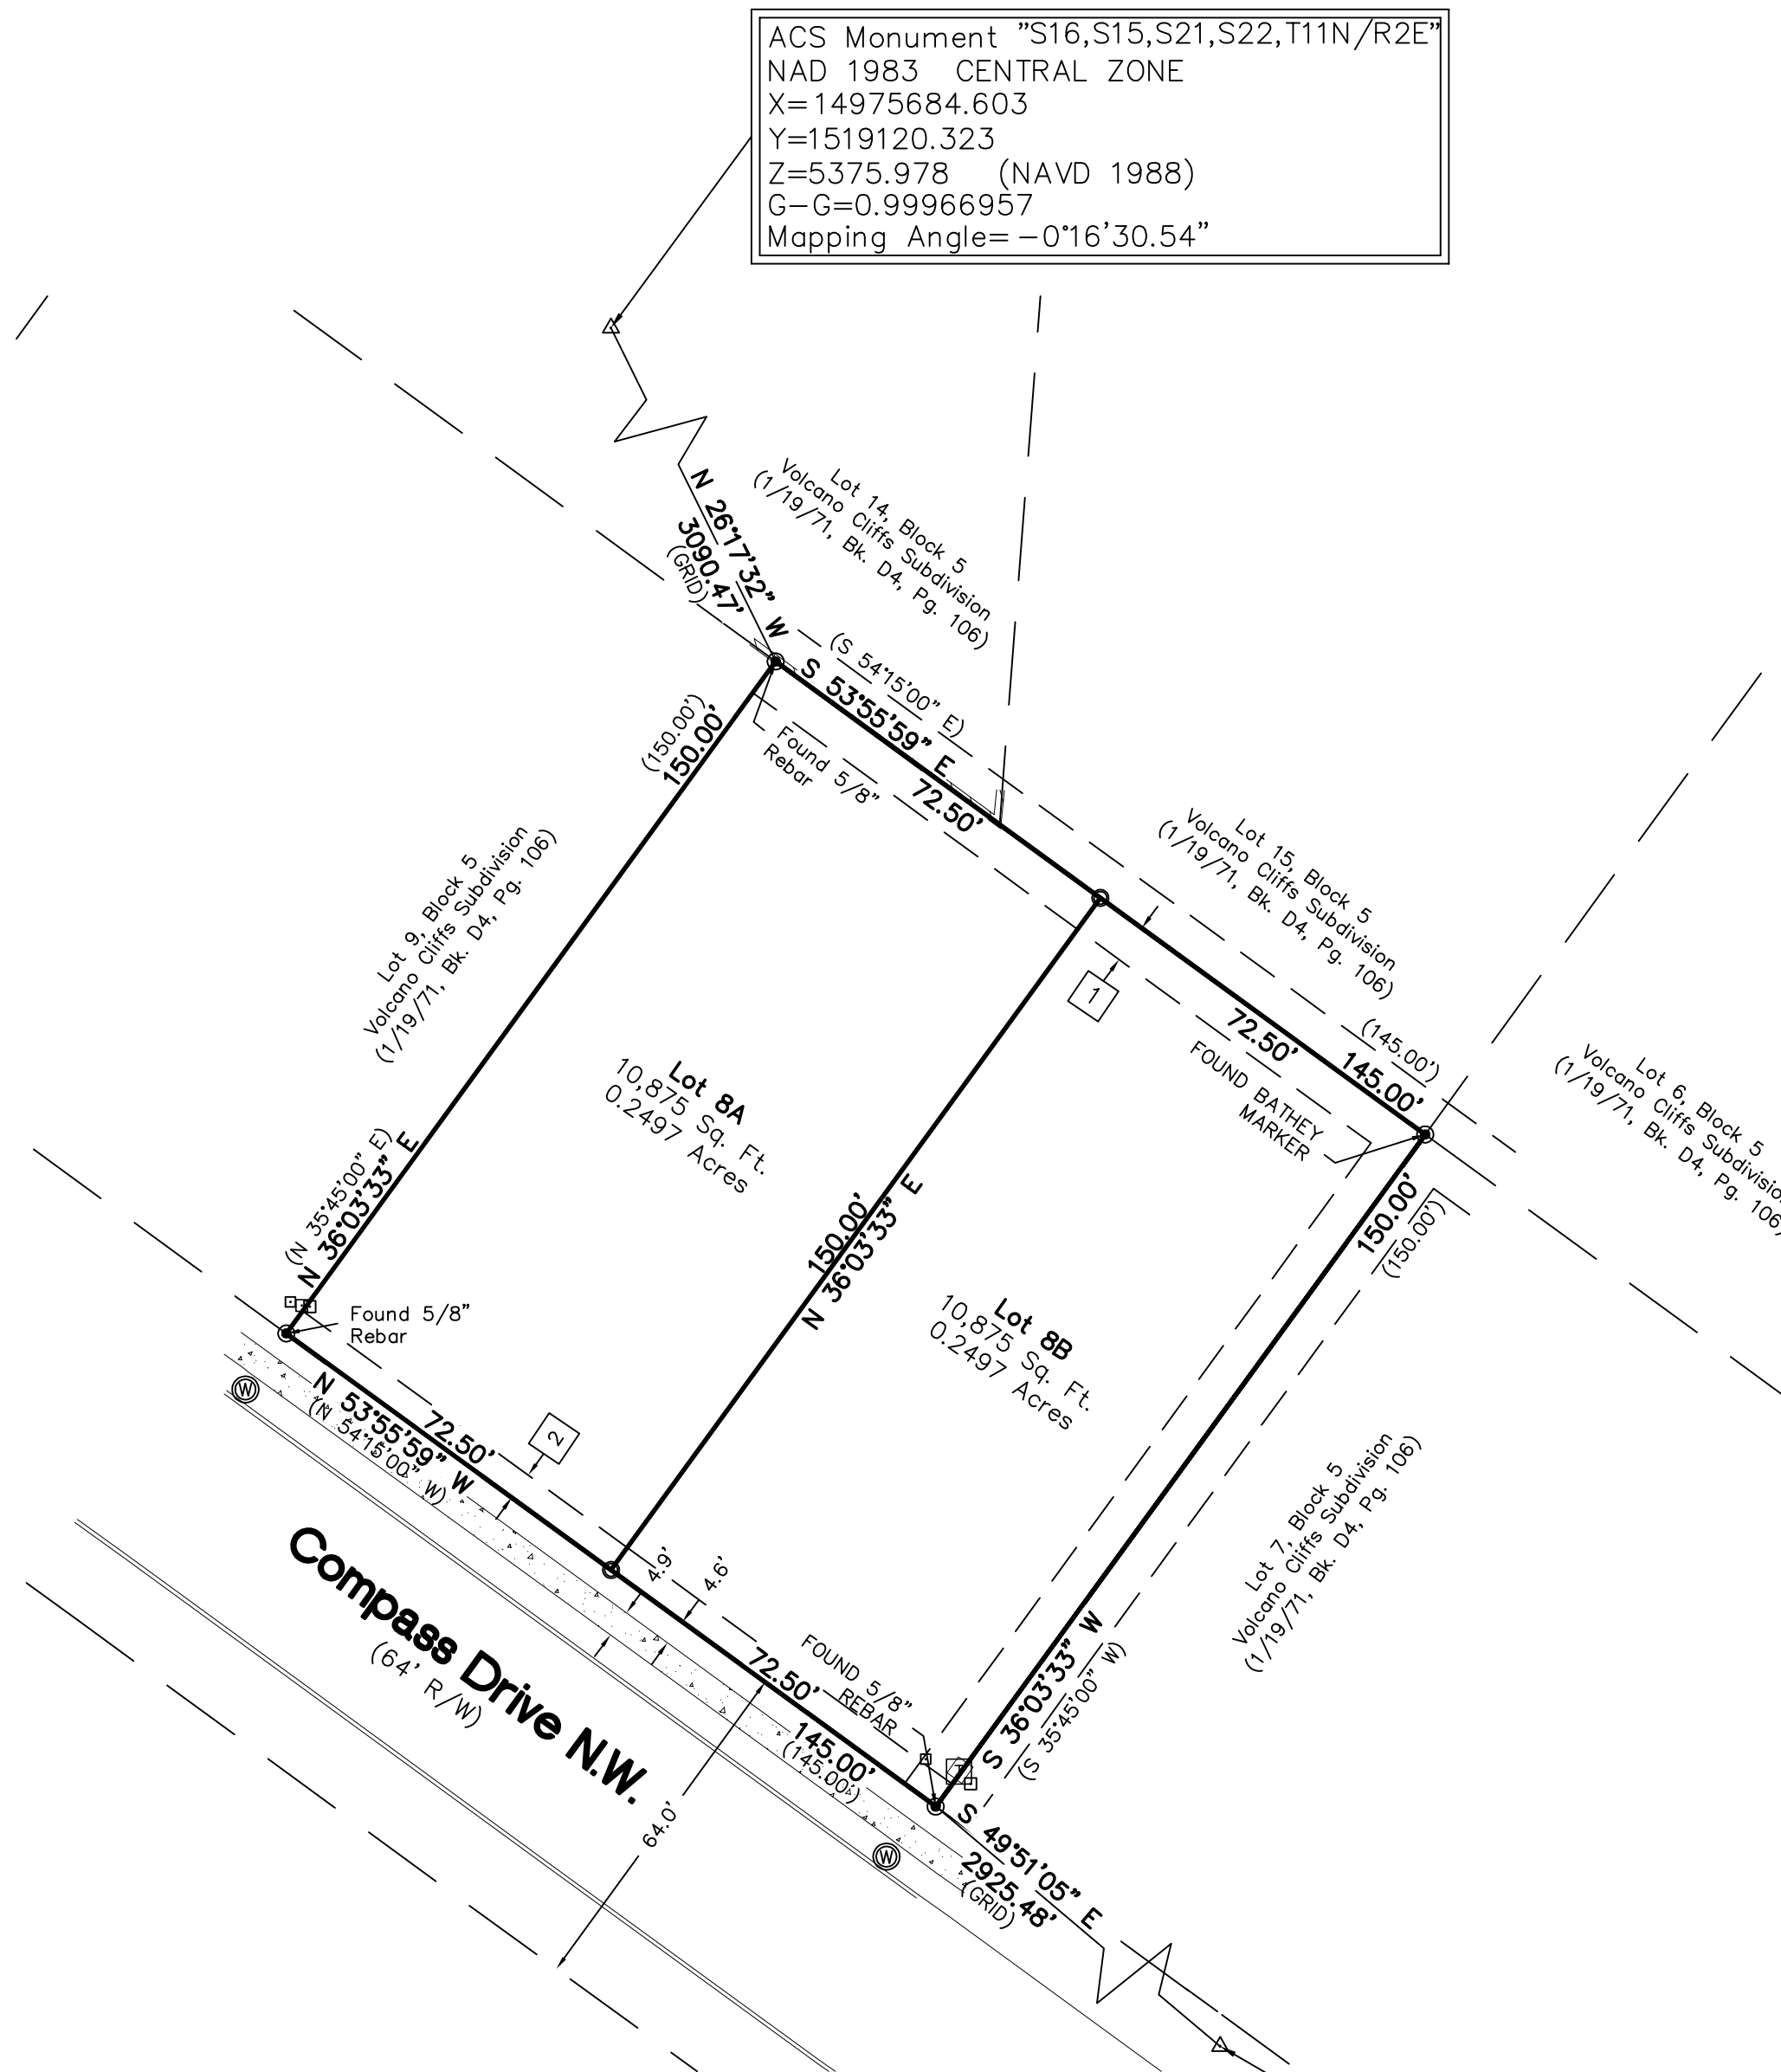 ACS Monument "S16,S15,S21,S22,T11N/R2E"
NAD 1983 CENTRAL ZONE
X=14975684.603
Y=1519120.323
Z=5375.978 (NAVD 1988)
G-G=0.99966957
Mapping Angle= -0°16'30.54"
N 26°17'32" W
3090.47'
(GRID)
Lot 14, Block 5
Volcano Cliffs Subdivision
(1/19/71, Bk. D4, Pg. 106)
(S 54°15'00" E)
S 53°55'59" E
72.50'
Found 5/8"
Rebar
(150.00')
150.00'
Lot 15, Block 5
Volcano Cliffs Subdivision
(1/19/71, Bk. D4, Pg. 106)
Lot 9, Block 5
Volcano Cliffs Subdivision
(1/19/71, Bk. D4, Pg. 106)
1
72.50'
(145.00')
145.00'
FOUND BATHEY
MARKER
Lot 6, Block 5
Volcano Cliffs Subdivision
(1/19/71, Bk. D4, Pg. 106)
Lot 8A
10,875 Sq. Ft.
0.2497 Acres
(N 35°45'00" E)
N 36°03'33" E
150.00'
N 36°03'33" E
150.00'
(150.00')
Found 5/8"
Rebar
Lot 8B
10,875 Sq. Ft.
0.2497 Acres
W
N 53°55'59" W
(N 54°15'00" W)
72.50'
2
Lot 7, Block 5
Volcano Cliffs Subdivision
(1/19/71, Bk. D4, Pg. 106)
4.9'
4.6'
Compass Drive N.W.
(64' R/W)
FOUND 5/8"
REBAR
72.50'
145.00'
(145.00')
S 36°03'33" W
(S 35°45'00" W)
T
64.0'
W
S 49°51'05" E
2925.48'
(GRID)